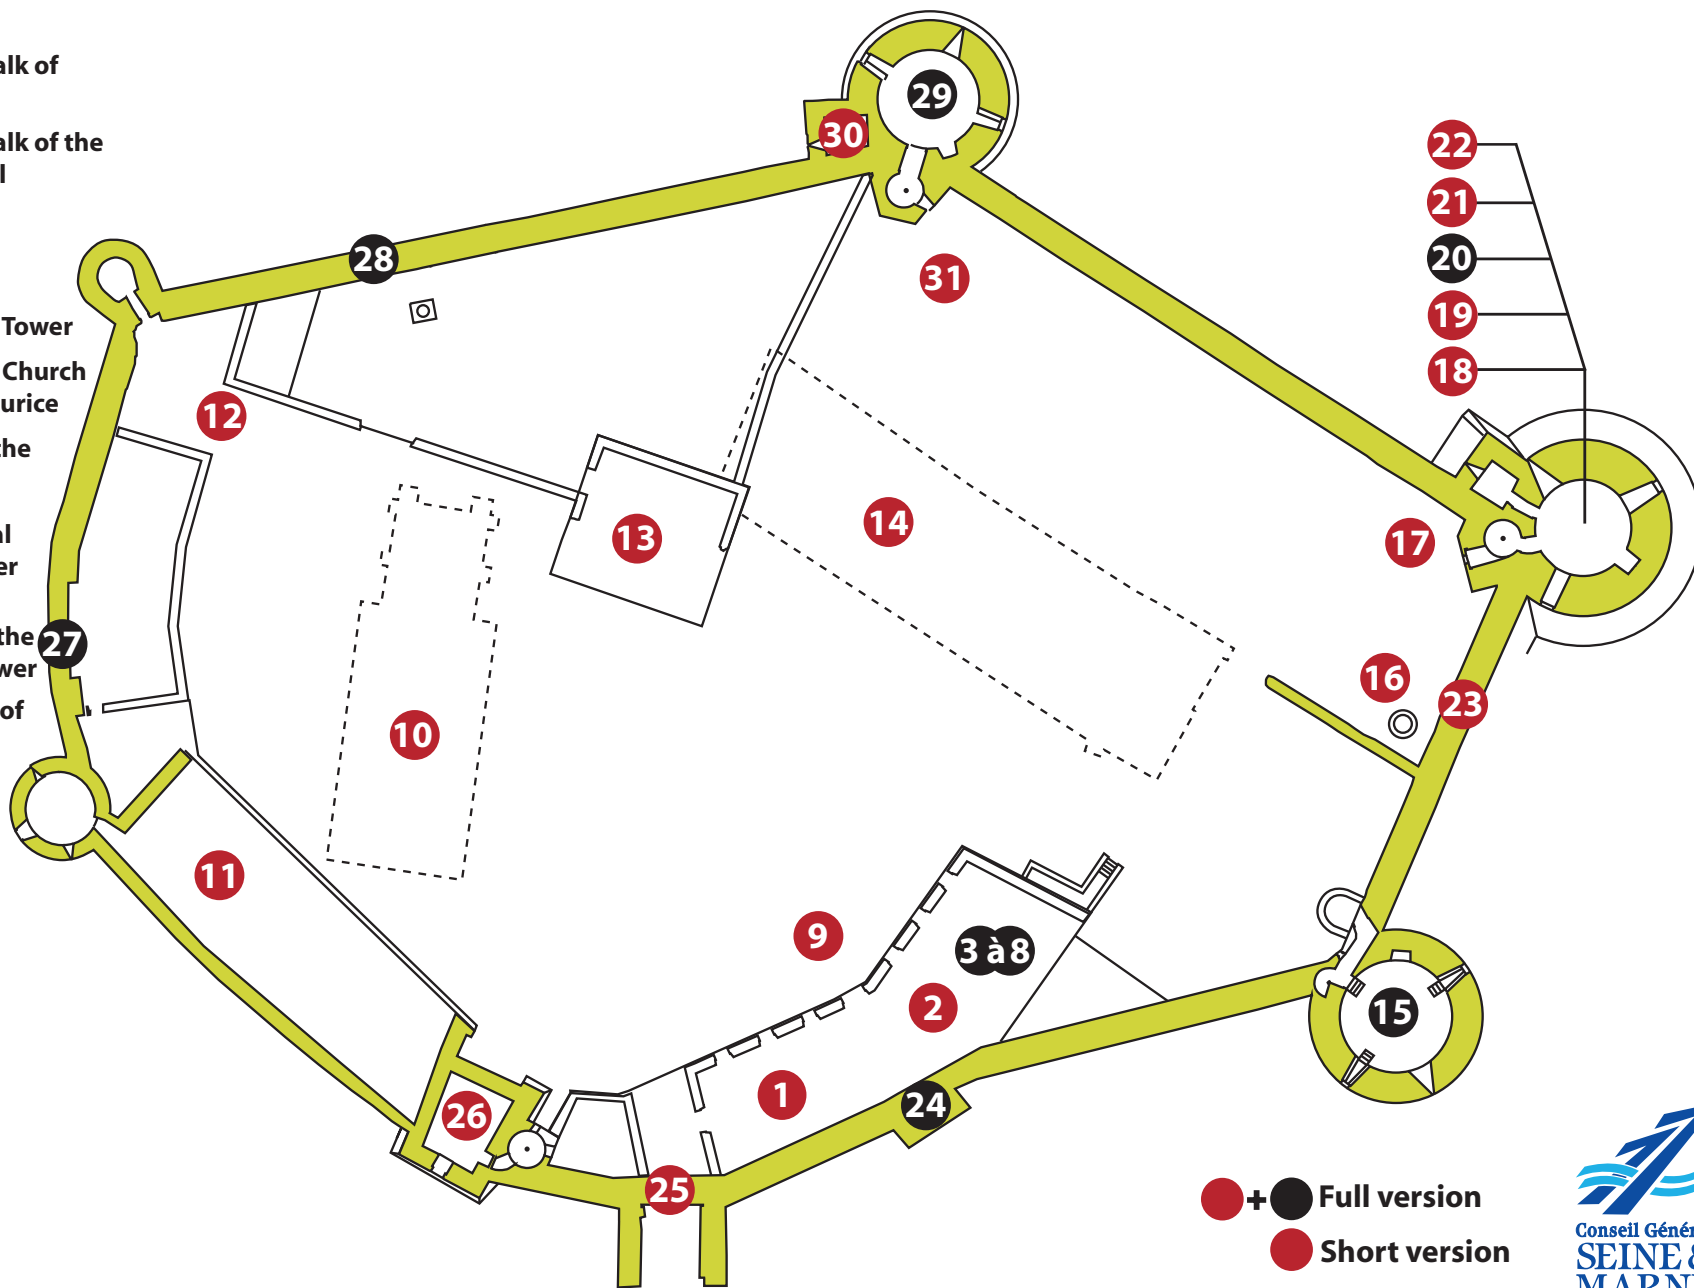 alk of
alk of the
l
Tower
Church
urice
the
al
er
the
wer
of
29
30
28
31
22
21
20
19
18
12
13
14
17
27
16
23
10
11
9
3 à 8
2
15
1
24
26
25
+ Full version
Short version
Conseil Génér
SEINE &
MARN